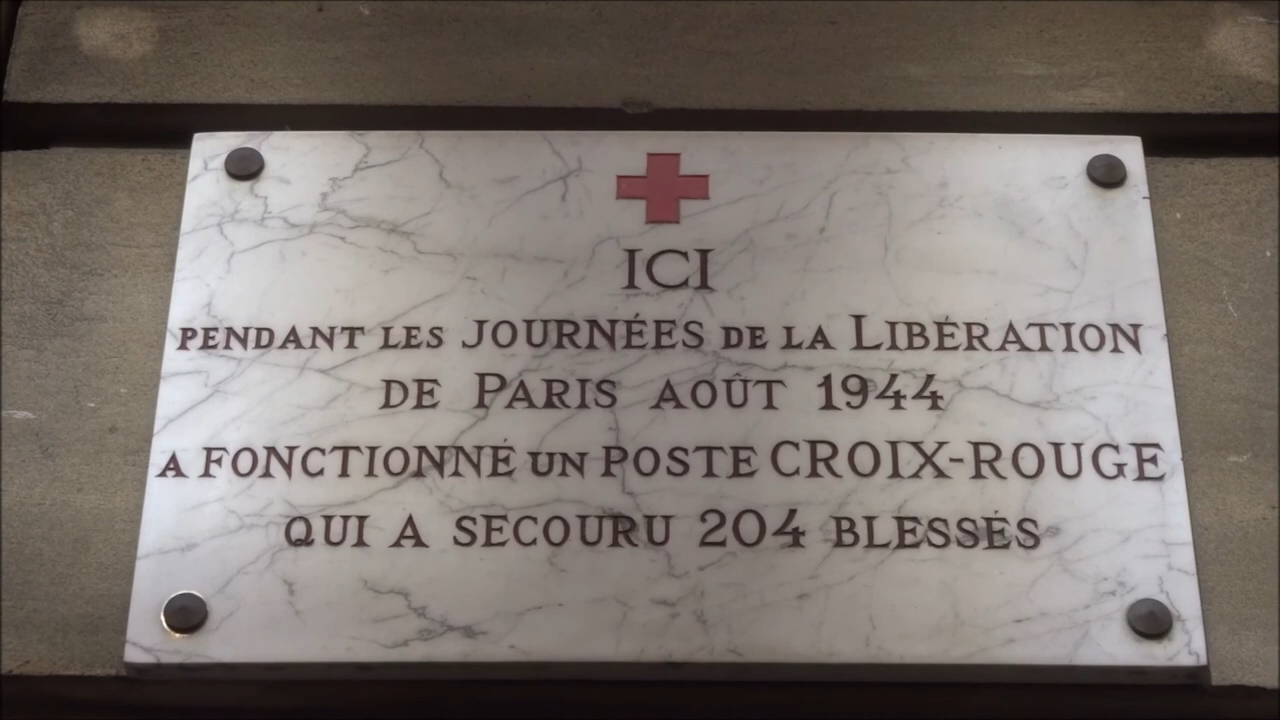 ICI
PENDANT LES JOURNÉES DE LA LIBÉRATION
DE PARIS AOÛT 1944
A FONCTIONNÉ UN POSTE CROIX-ROUGE
QUI A SECOURU 204 BLESSÉS